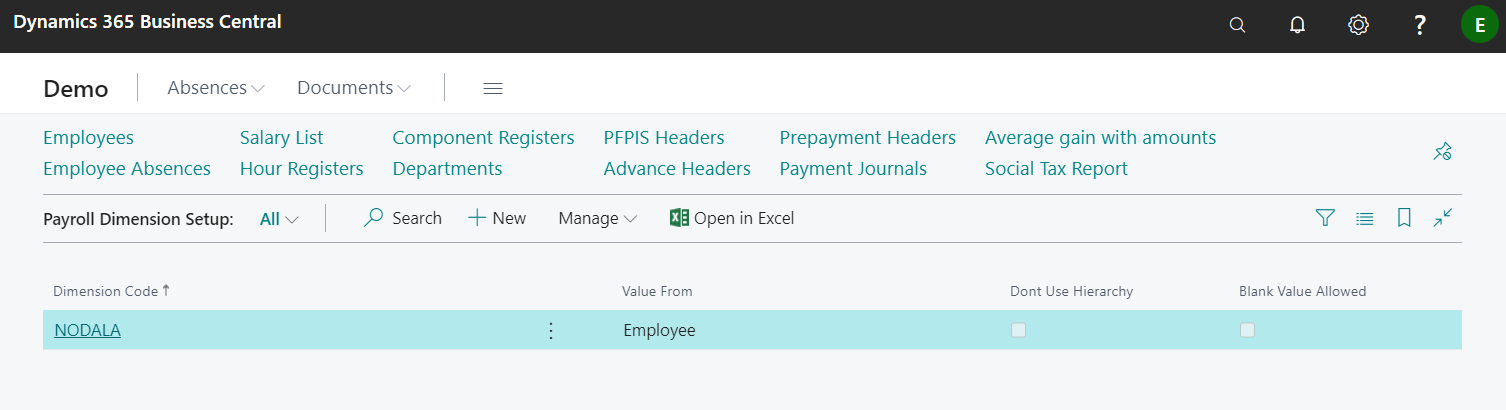 Dynamics 365 Business Central
? E
Demo Absences Documents
Employees Salary List Component Registers PFPIS Headers Prepayment Headers Average gain with amounts
Employee Absences Hour Registers Departments Advance Headers Payment Journals Social Tax Report
Payroll Dimension Setup: All Search New Manage Open in Excel
Dimension Code ↑ Value From Dont Use Hierarchy Blank Value Allowed
NODALA Employee